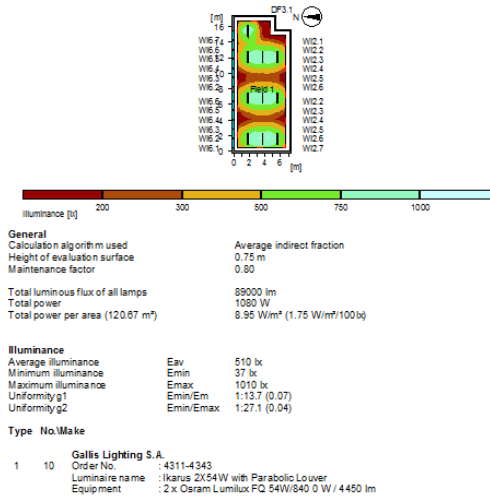 DF3.1
[m]
N
16
WI6.7
14
WI2.1
WI6.6
WI2.2
WI6.5
12
WI2.3
WI6.4
WI2.4
WI6.3
10
WI2.5
WI6.2
8
Field 1
WI2.6
WI6.6
WI2.2
WI6.5
6
WI2.3
WI6.4
4
WI2.4
WI6.3
WI2.5
WI6.2
2
WI2.6
WI6.1
0
WI2.7
0 2 4 6
[m]
Illuminance [lx]
200 300 500 750 1000
General
Calculation algorithm used Average indirect fraction
Height of evaluation surface 0.75 m
Maintenance factor 0.80
Total luminous flux of all lamps 89000 lm
Total power 1080 W
Total power per area (120.67 m²) 8.95 W/m² (1.75 W/m²/100lx)
Illuminance
Average illuminance Eav 510 lx
Minimum illuminance Emin 37 lx
Maximum illuminance Emax 1010 lx
Uniformity g1 Emin/Em 1:13.7 (0.07)
Uniformity g2 Emin/Emax 1:27.1 (0.04)
Type No.\Make
Gallis Lighting S.A.
1 10 Order No. : 4311-4343
Luminaire name : Ikarus 2X54W with Parabolic Louver
Equipment : 2 x Osram Lumilux FQ 54W/840 0 W / 4450 lm